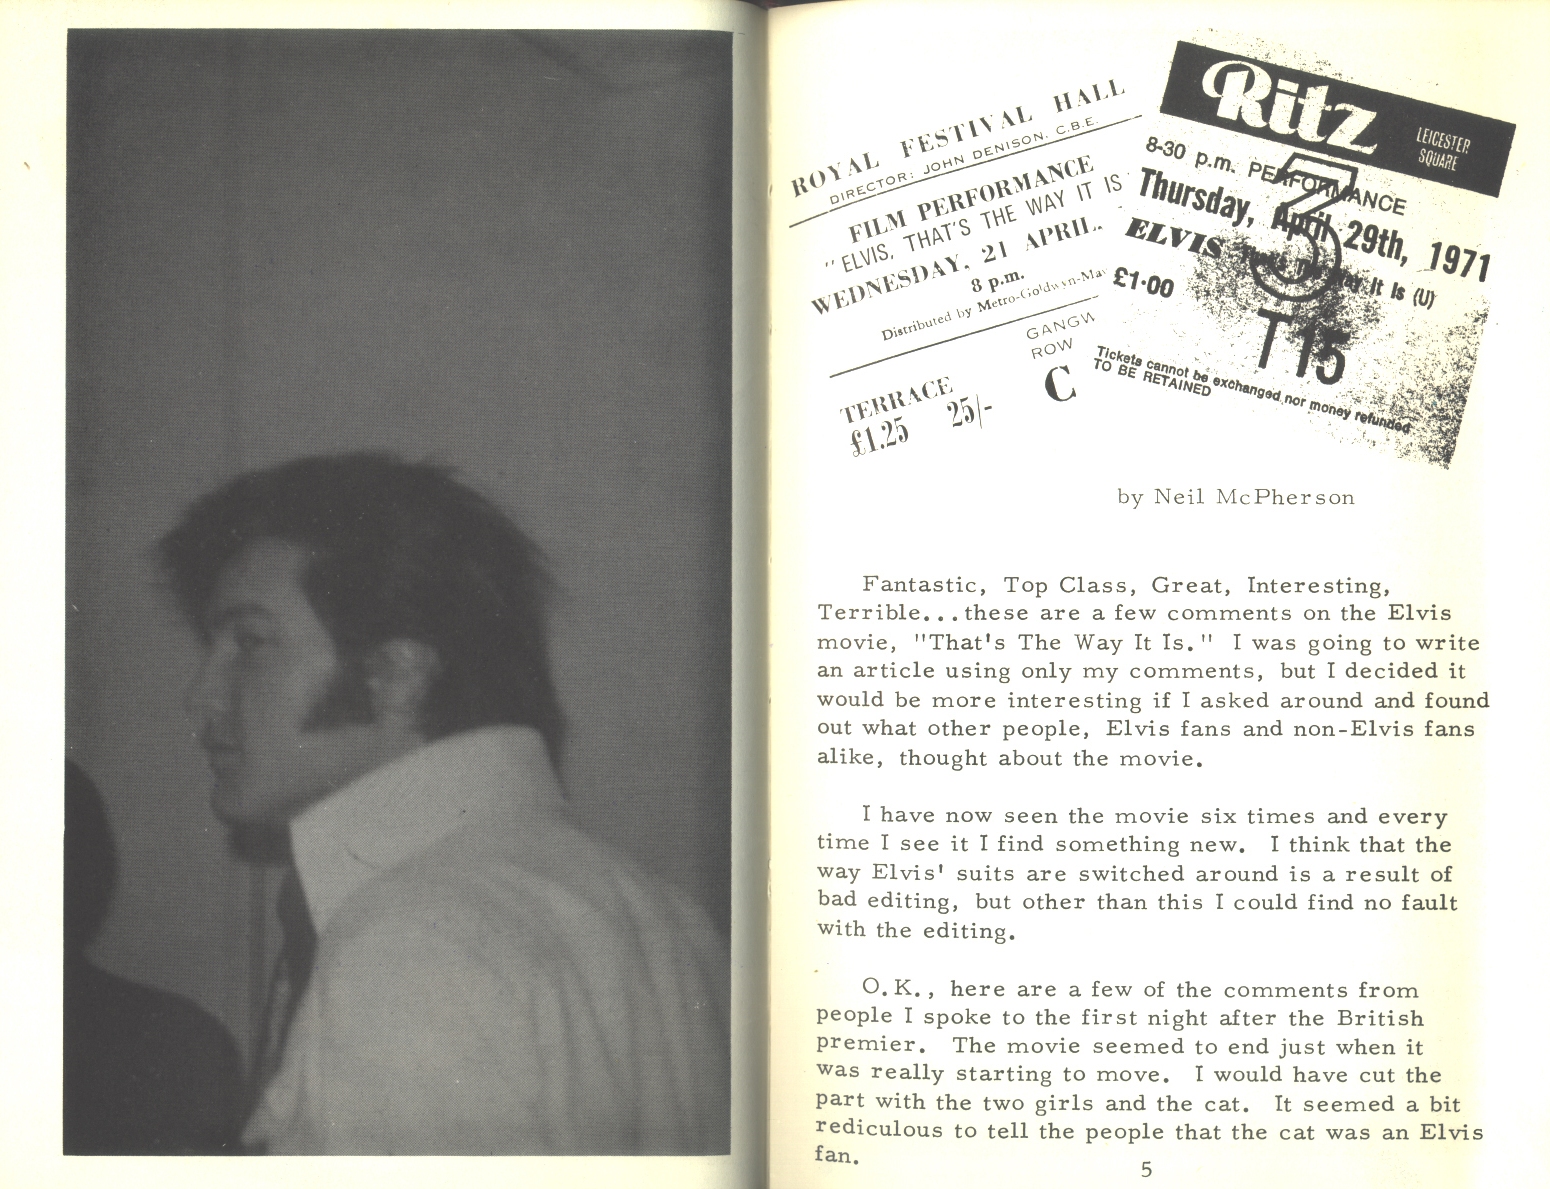 ROYAL FESTIVAL HALL
DIRECTOR: JOHN DENISON, C.B.E.
FILM PERFORMANCE
"ELVIS, THAT'S THE WAY IT IS
WEDNESDAY, 21 APRIL.
8 p.m.
Distributed by Metro-Goldwyn-Ma
GANGW
ROW
TERRACE
£1.25 25/- C
Ritz LEICESTER
SQUARE
8-30 p.m. PERFORMANCE
Thursday, April 29th, 1971
ELVIS That's The Way It Is (U)
£1·00
3
T 15
Tickets cannot be exchanged nor money refunded
TO BE RETAINED
by Neil McPherson
Fantastic, Top Class, Great, Interesting,
Terrible...these are a few comments on the Elvis
movie, "That's The Way It Is." I was going to write
an article using only my comments, but I decided it
would be more interesting if I asked around and found
out what other people, Elvis fans and non-Elvis fans
alike, thought about the movie.
I have now seen the movie six times and every
time I see it I find something new. I think that the
way Elvis' suits are switched around is a result of
bad editing, but other than this I could find no fault
with the editing.
O.K., here are a few of the comments from
people I spoke to the first night after the British
premier. The movie seemed to end just when it
was really starting to move. I would have cut the
part with the two girls and the cat. It seemed a bit
rediculous to tell the people that the cat was an Elvis
fan.
5